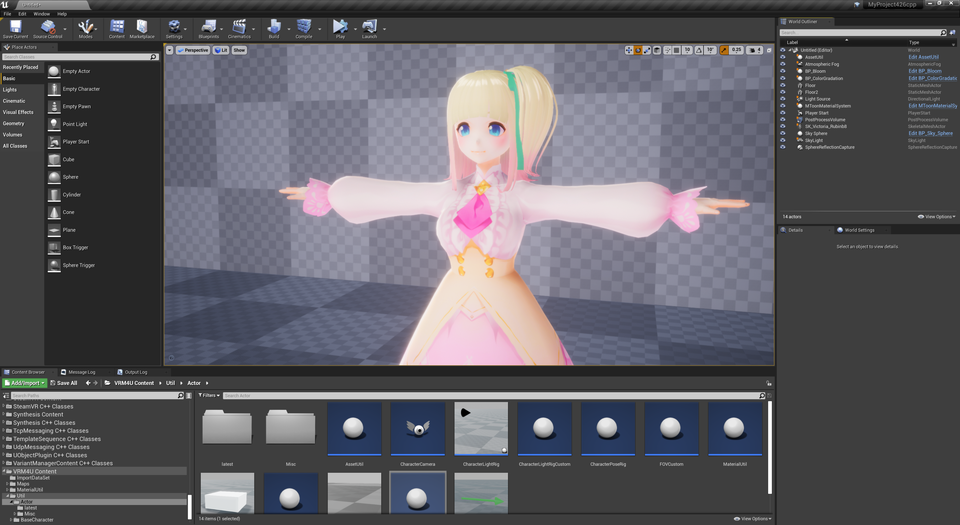 MyProject426cpp
File Edit Window Help
Save Current Source Control Modes Content Marketplace Settings Blueprints Cinematics Build Compile Play Launch
Place Actors
Search Classes
Recently Placed
Basic
Lights
Cinematic
Visual Effects
Geometry
Volumes
All Classes
Empty Actor
Empty Character
Empty Pawn
Point Light
Player Start
Cube
Sphere
Cylinder
Cone
Plane
Box Trigger
Sphere Trigger
Perspective Lit Show
10 10° 0.25
World Outliner
Search...
Label Type
Untitled (Editor) World
AssetUtil Edit AssetUtil
Atmospheric Fog AtmosphericFog
BP_Bloom Edit BP_Bloom
BP_ColorGradation Edit BP_ColorGradatio
Floor StaticMeshActor
Floor2 StaticMeshActor
Light Source DirectionalLight
MToonMaterialSystem Edit MToonMaterialSy
Player Start PlayerStart
PostProcessVolume PostProcessVolume
SK_Victoria_Rubin SkeletalMeshActor
Sky Sphere Edit BP_Sky_Sphere
SkyLight SkyLight
SphereReflectionCapture SphereReflectionCapture
14 actors View Options
Details World Settings
Select an object to view details.
Content Browser Message Log Output Log
Add/Import Save All VRM4U Content Util Actor
Search Paths
Filters Search Actor
SteamVR C++ Classes
Synthesis Content
Synthesis C++ Classes
TcpMessaging C++ Classes
TemplateSequence C++ Classes
UdpMessaging C++ Classes
UObjectPlugin C++ Classes
VariantManagerContent C++ Classes
VRM4U Content
ImportDataSet
Maps
MaterialUtil
Util
Actor
latest
Misc
BaseCharacter
latest Misc AssetUtil CharacterCamera CharacterLightRig CharacterLightRigCustom CharacterPoseRig FOVCustom MaterialUtil
14 items (1 selected) View Options